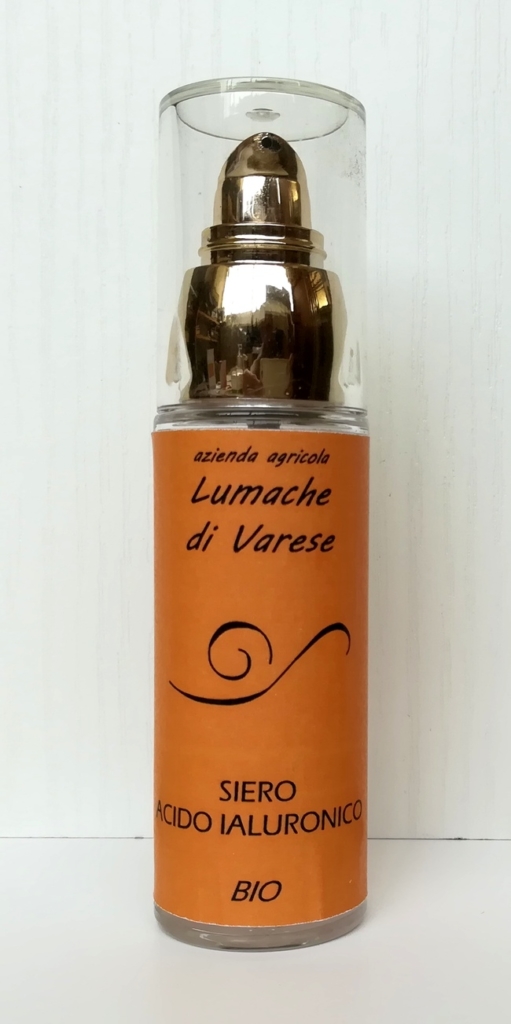 azienda agricola
Lumache
di Varese
SIERO
ACIDO IALURONICO
BIO